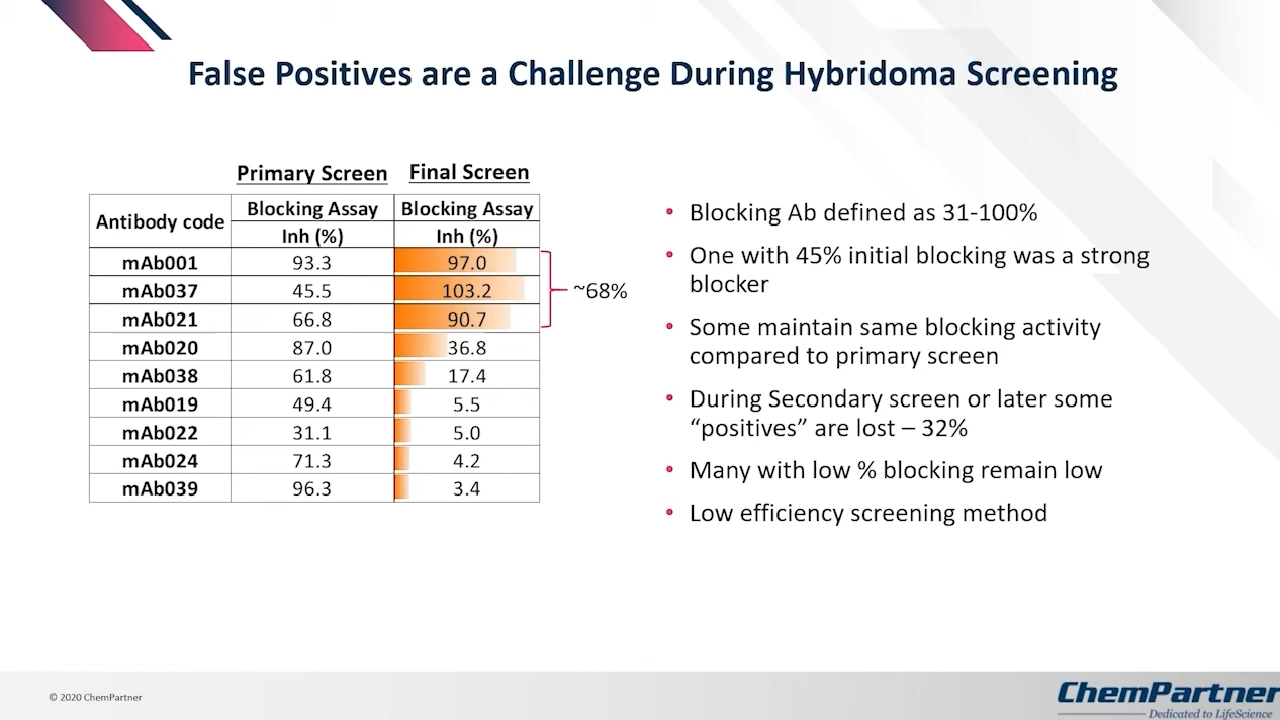 False Positives are a Challenge During Hybridoma Screening
Primary Screen Final Screen
Antibody code Blocking Assay Blocking Assay
Inh (%) Inh (%)
mAb001 93.3 97.0
mAb037 45.5 103.2
mAb021 66.8 90.7
mAb020 87.0 36.8
mAb038 61.8 17.4
mAb019 49.4 5.5
mAb022 31.1 5.0
mAb024 71.3 4.2
mAb039 96.3 3.4
~68%
• Blocking Ab defined as 31-100%
• One with 45% initial blocking was a strong
blocker
• Some maintain same blocking activity
compared to primary screen
• During Secondary screen or later some
“positives” are lost – 32%
• Many with low % blocking remain low
• Low efficiency screening method
© 2020 ChemPartner
ChemPartner
Dedicated to LifeScience